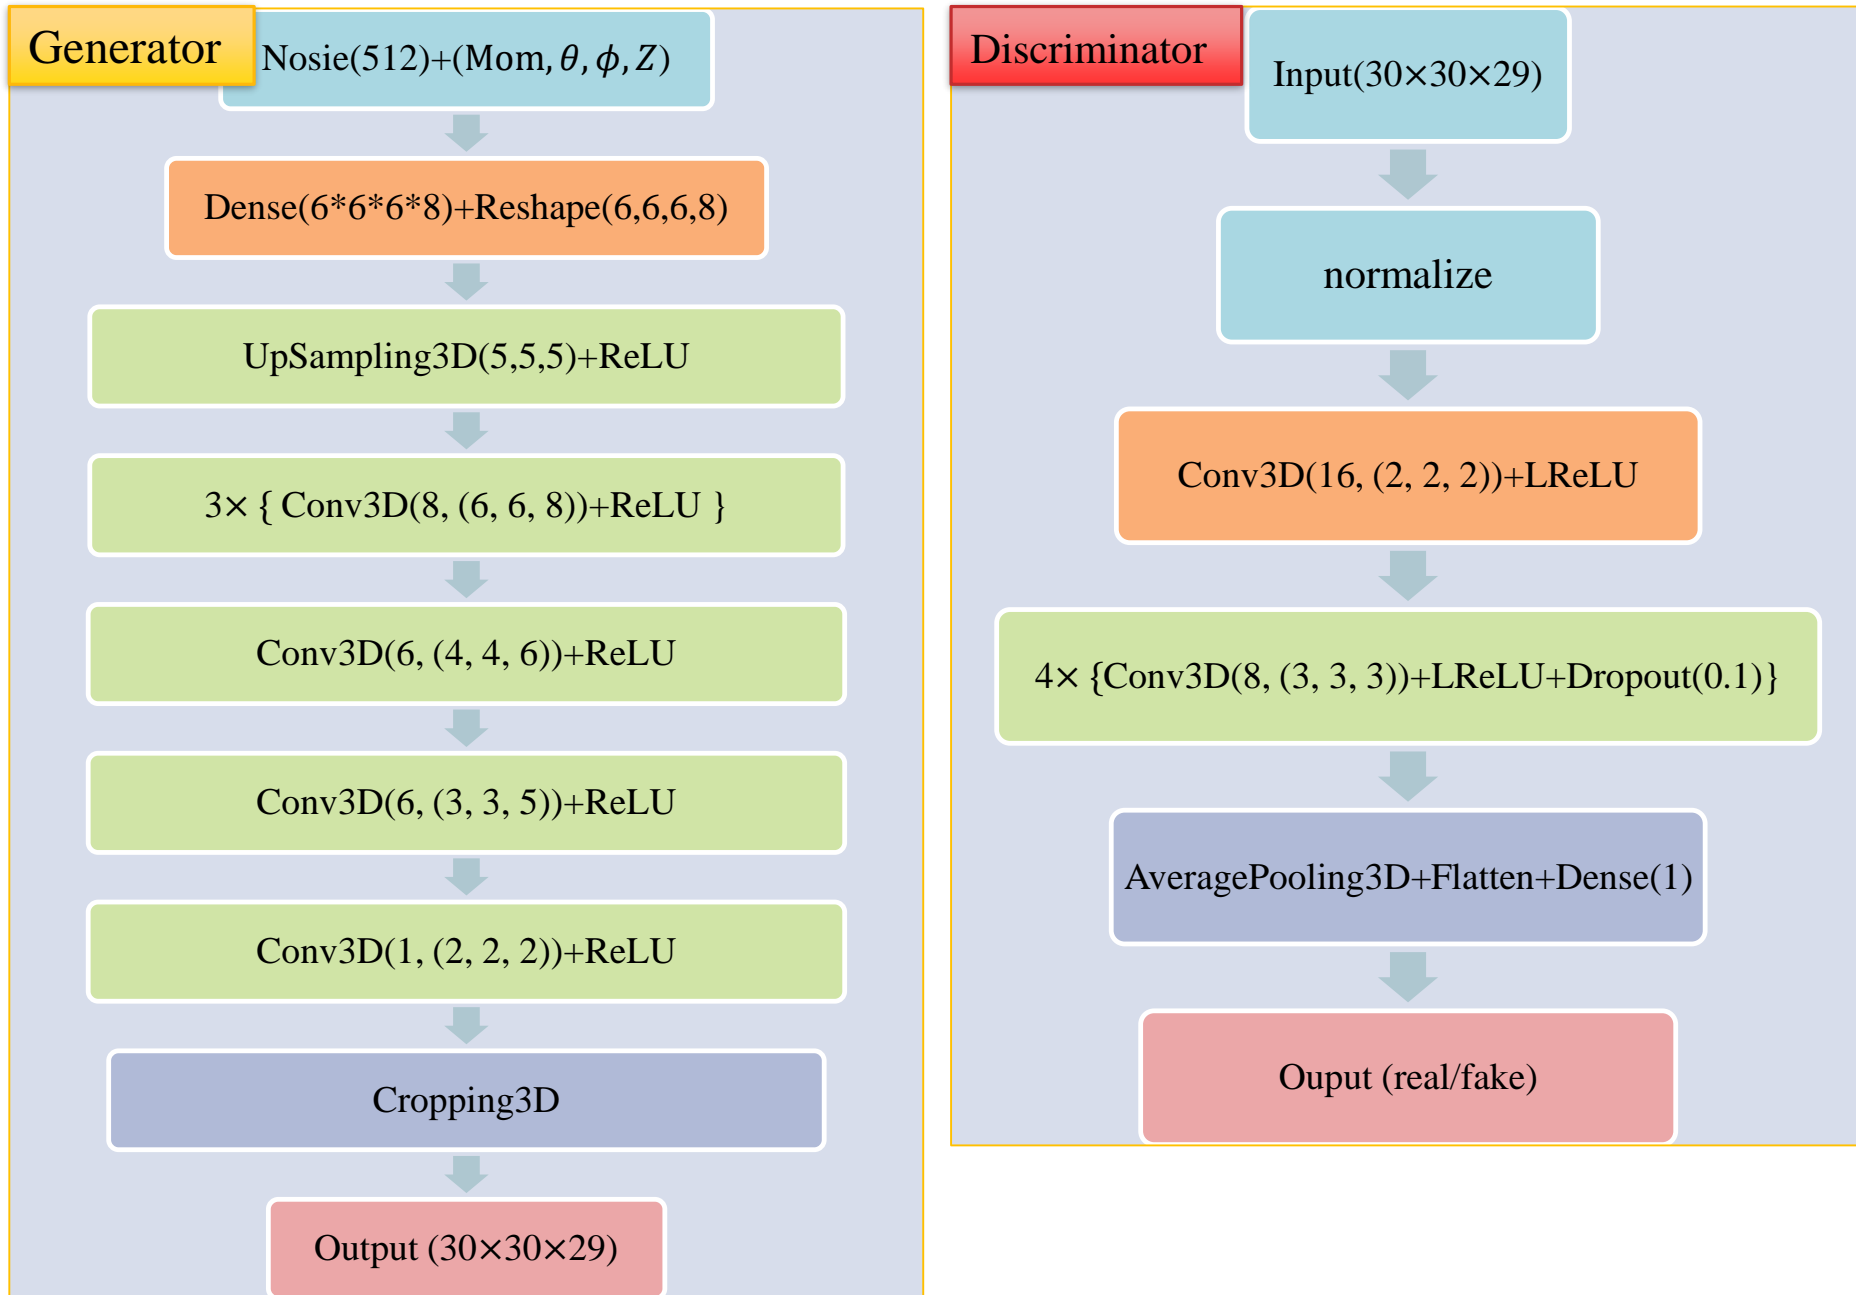 Generator
Nosie(512)+(Mom, θ, ϕ, Z)
Dense(6*6*6*8)+Reshape(6,6,6,8)
UpSampling3D(5,5,5)+ReLU
3× { Conv3D(8, (6, 6, 8))+ReLU }
Conv3D(6, (4, 4, 6))+ReLU
Conv3D(6, (3, 3, 5))+ReLU
Conv3D(1, (2, 2, 2))+ReLU
Cropping3D
Output (30×30×29)
Discriminator
Input(30×30×29)
normalize
Conv3D(16, (2, 2, 2))+LReLU
4× {Conv3D(8, (3, 3, 3))+LReLU+Dropout(0.1)}
AveragePooling3D+Flatten+Dense(1)
Ouput (real/fake)